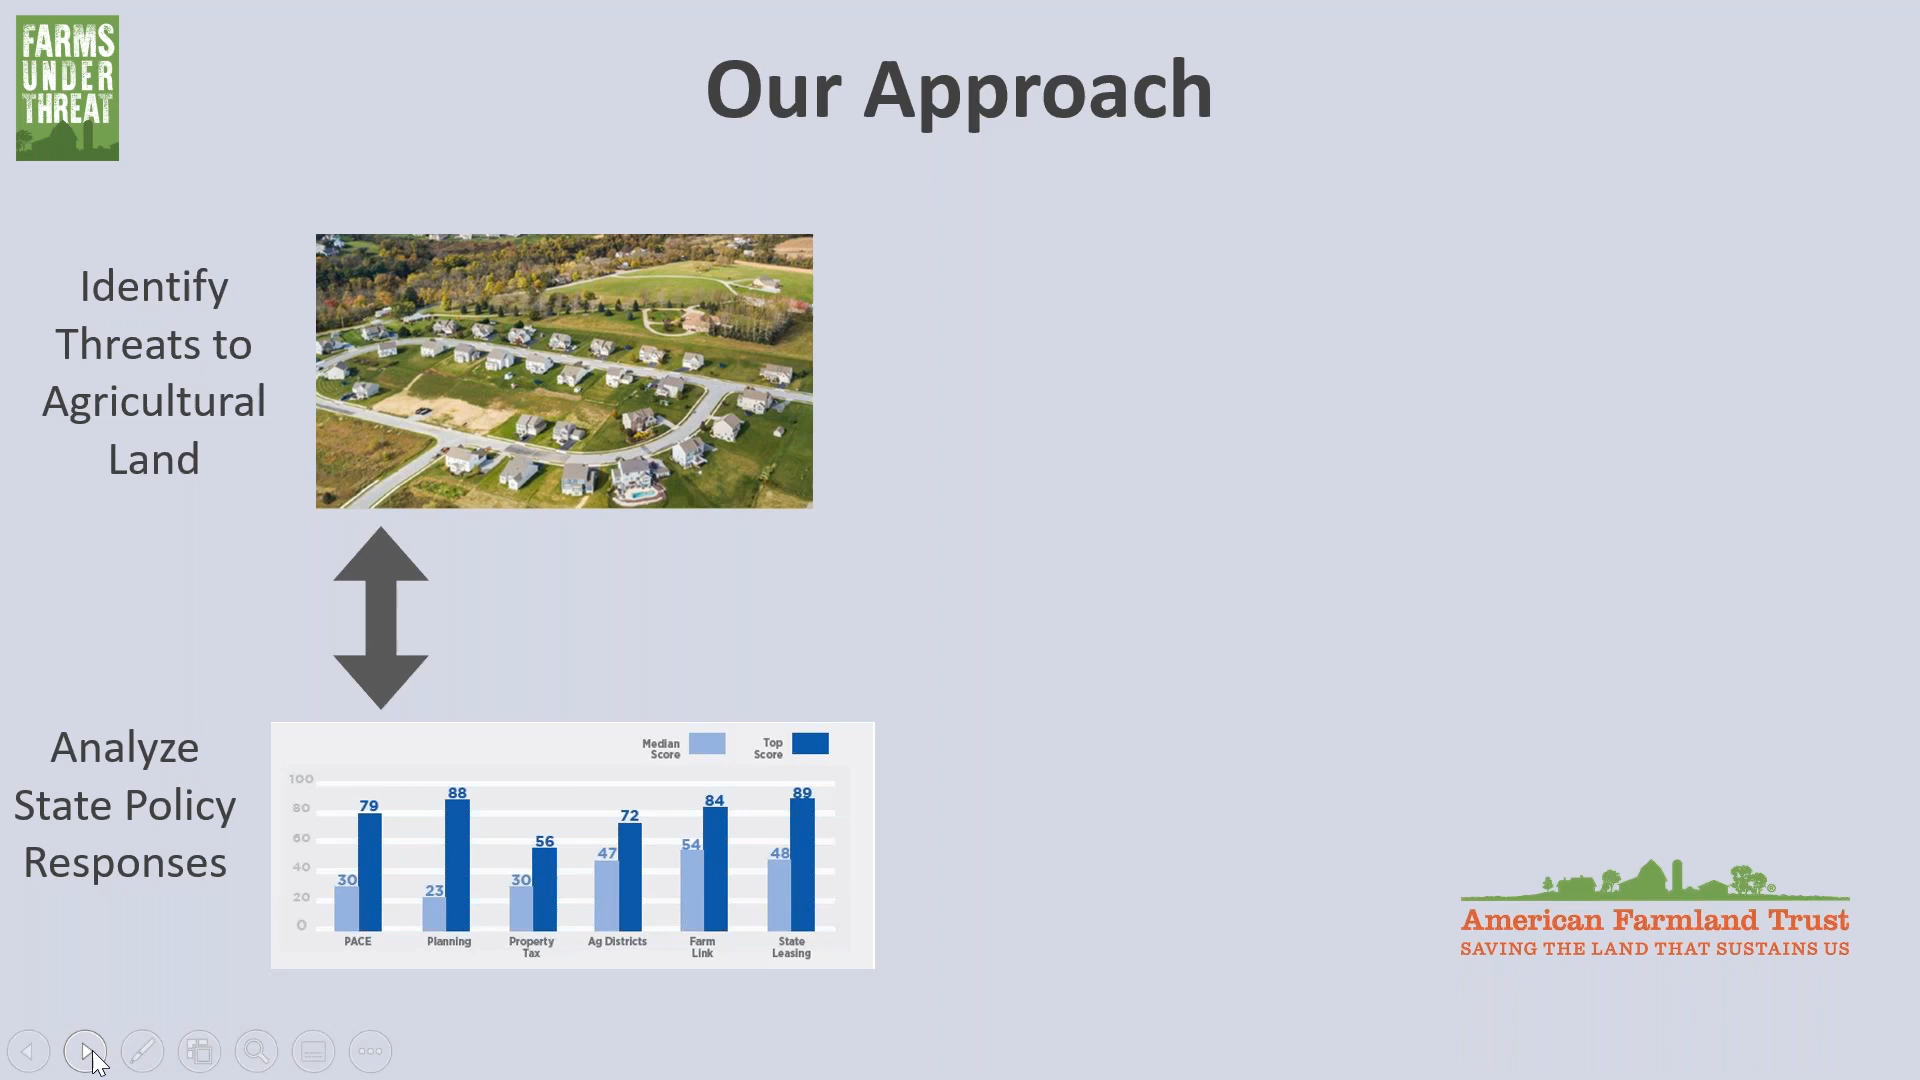 FARMS
UNDER
THREAT
Our Approach
Identify
Threats to
Agricultural
Land
Analyze
State Policy
Responses
Median
Score
Top
Score
100
80
60
40
20
0
30
79
23
88
30
56
47
72
54
84
48
89
PACE
Planning
Property
Tax
Ag Districts
Farm
Link
State
Leasing
American Farmland Trust
SAVING THE LAND THAT SUSTAINS US